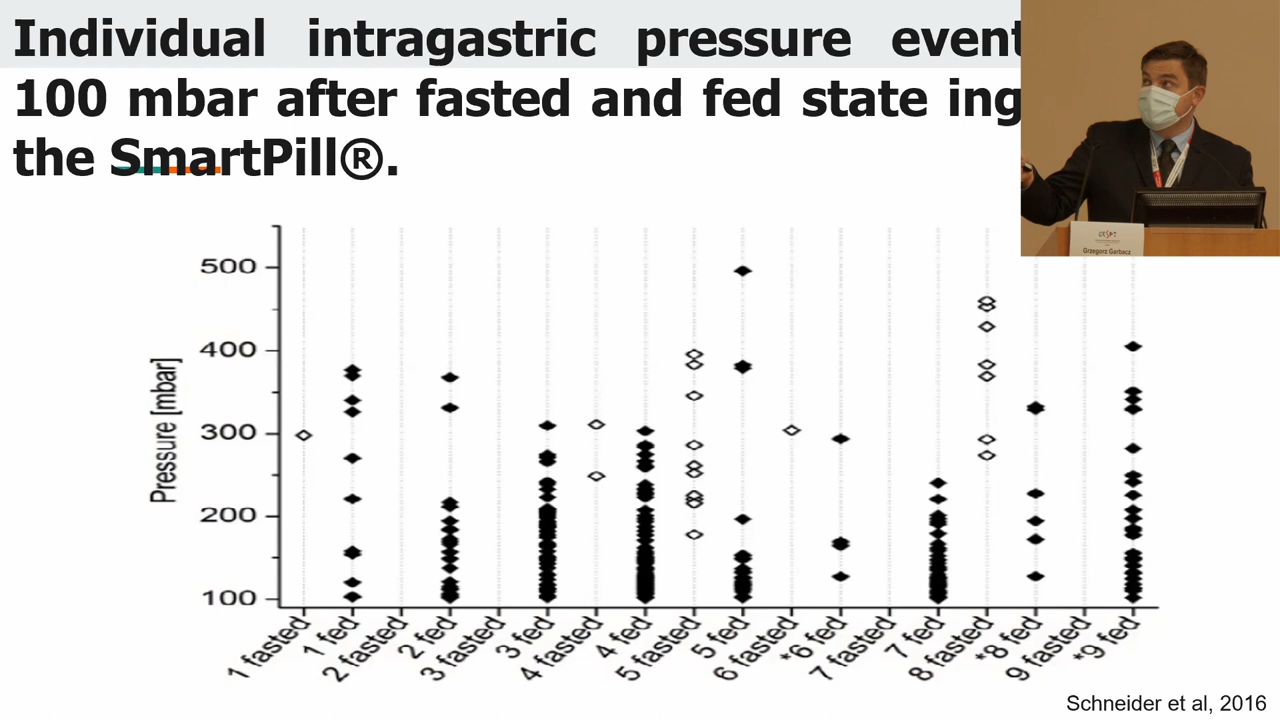 Individual intragastric pressure event
100 mbar after fasted and fed state ing
the SmartPill®.
Grzegorz Garbacz
500
400
300
200
100
Pressure [mbar]
1 fasted
1 fed
2 fasted
2 fed
3 fasted
3 fed
4 fasted
4 fed
5 fasted
5 fed
6 fasted
*6 fed
7 fasted
7 fed
8 fasted
*8 fed
9 fasted
*9 fed
Schneider et al, 2016